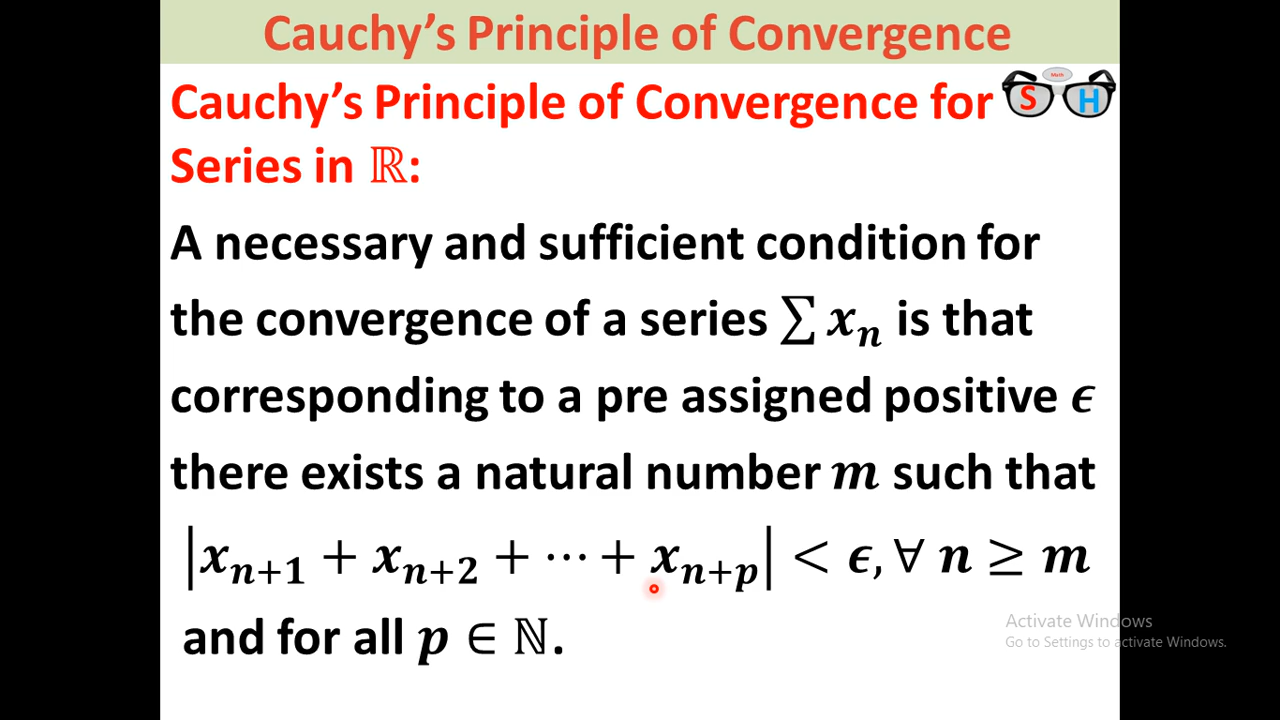 Cauchy’s Principle of Convergence
Cauchy’s Principle of Convergence for
Math
S H
Series in ℝ:
A necessary and sufficient condition for
the convergence of a series ∑ xₙ is that
corresponding to a pre assigned positive ϵ
there exists a natural number m such that
|xₙ₊₁ + xₙ₊₂ + ⋯ + xₙ₊ₚ| < ϵ, ∀ n ≥ m
and for all p ∈ ℕ.
Activate Windows
Go to Settings to activate Windows.